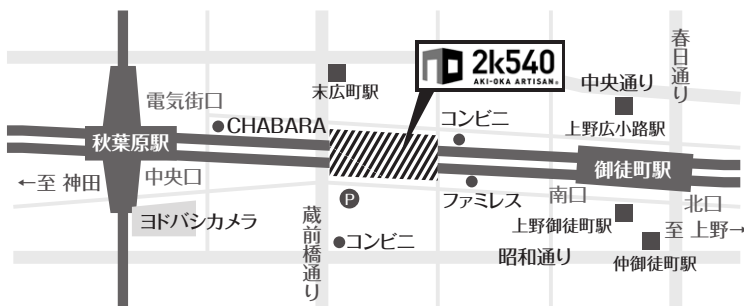 2k540
AKI-OKA ARTISAN®
春日通り
中央通り
末広町駅
電気街口
CHABARA
コンビニ
上野広小路駅
秋葉原駅
御徒町駅
←至 神田
中央口
P
ファミレス
南口
北口
ヨドバシカメラ
蔵前橋通り
コンビニ
上野御徒町駅
至 上野→
昭和通り
仲御徒町駅